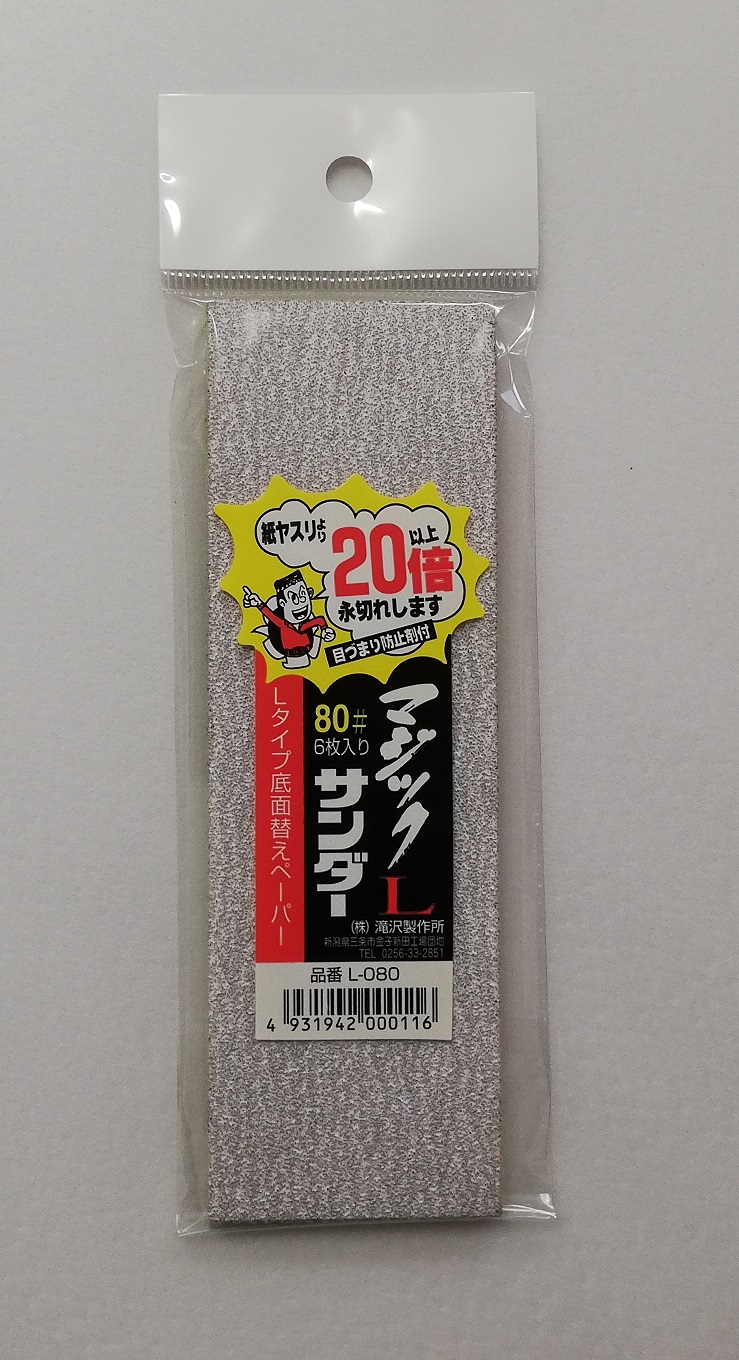 紙ヤスリより
20倍以上
永切れします
目づまり防止剤付
Lタイプ底面替えペーパー
80#
6枚入り
マジック
サンダー
L
(株) 滝沢製作所
新潟県三条市金子新田工場団地
TEL 0256-33-2851
品番 L-080
4 931942 000116